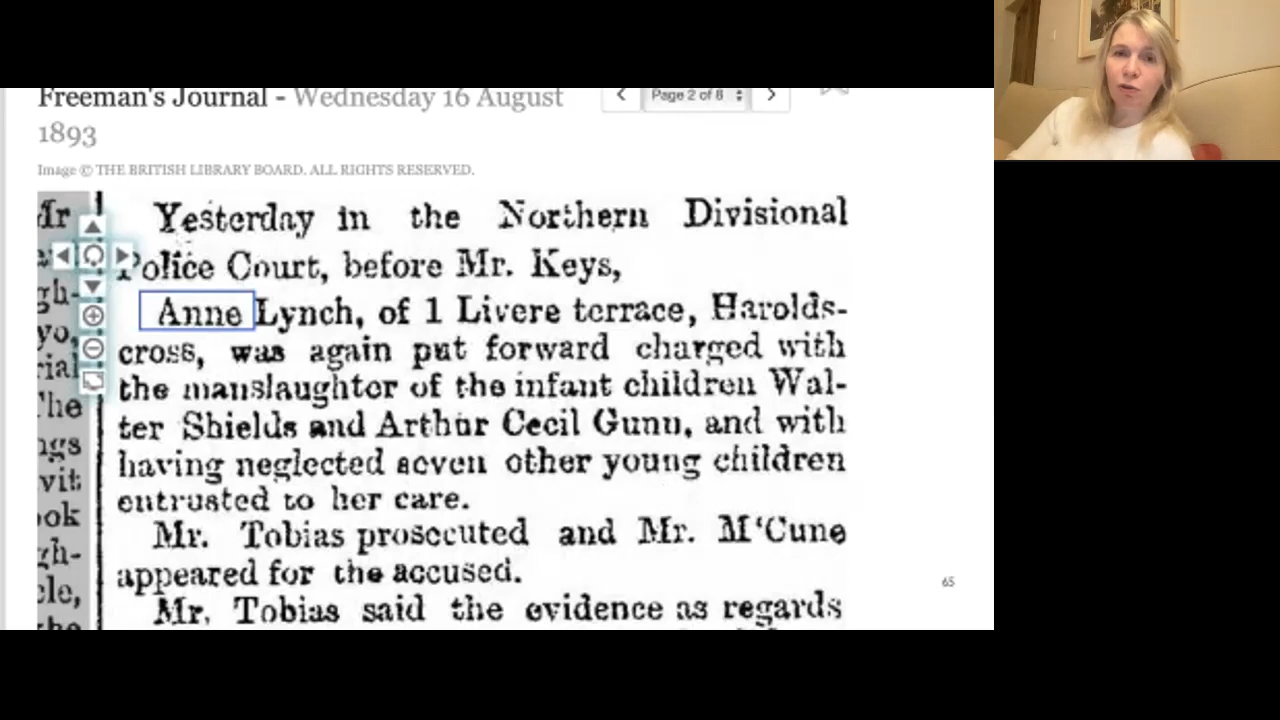 Freeman's Journal - Wednesday 16 August
1893
Page 2 of 8
Image © THE BRITISH LIBRARY BOARD. ALL RIGHTS RESERVED.
Yesterday in the Northern Divisional
Police Court, before Mr. Keys,
Anne Lynch, of 1 Livere terrace, Harolds-
cross, was again put forward charged with
the manslaughter of the infant children Wal-
ter Shields and Arthur Cecil Gunn, and with
having neglected seven other young children
entrusted to her care.
Mr. Tobias prosecuted and Mr. M'Cune
appeared for the accused.
Mr. Tobias said the evidence as regards
65